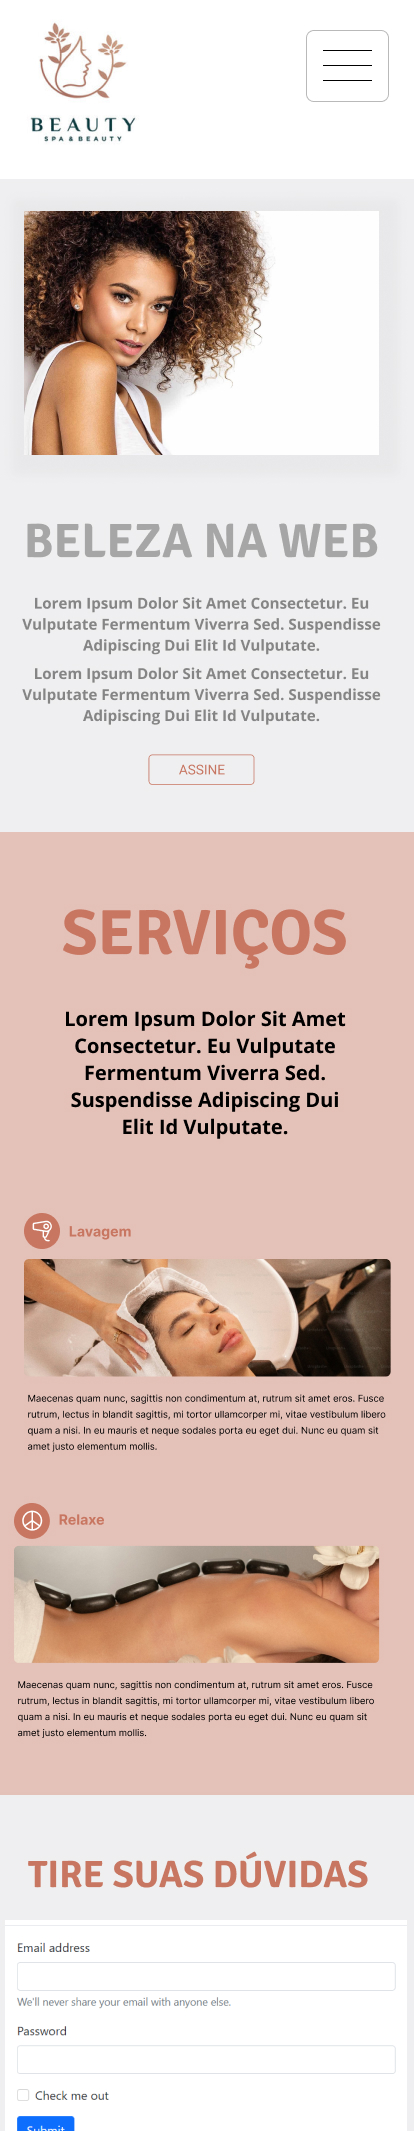 BEAUTY
SPA & BEAUTY
BELEZA NA WEB
Lorem Ipsum Dolor Sit Amet Consectetur. Eu
Vulputate Fermentum Viverra Sed. Suspendisse
Adipiscing Dui Elit Id Vulputate.
Lorem Ipsum Dolor Sit Amet Consectetur. Eu
Vulputate Fermentum Viverra Sed. Suspendisse
Adipiscing Dui Elit Id Vulputate.
ASSINE
SERVIÇOS
Lorem Ipsum Dolor Sit Amet
Consectetur. Eu Vulputate
Fermentum Viverra Sed.
Suspendisse Adipiscing Dui
Elit Id Vulputate.
Lavagem
Maecenas quam nunc, sagittis non condimentum at, rutrum sit amet eros. Fusce
rutrum, lectus in blandit sagittis, mi tortor ullamcorper mi, vitae vestibulum libero
quam a nisi. In eu mauris et neque sodales porta eu eget dui. Nunc eu quam sit
amet justo elementum mollis.
Relaxe
Maecenas quam nunc, sagittis non condimentum at, rutrum sit amet eros. Fusce
rutrum, lectus in blandit sagittis, mi tortor ullamcorper mi, vitae vestibulum libero
quam a nisi. In eu mauris et neque sodales porta eu eget dui. Nunc eu quam sit
amet justo elementum mollis.
TIRE SUAS DÚVIDAS
Email address
We'll never share your email with anyone else.
Password
Check me out
Submit